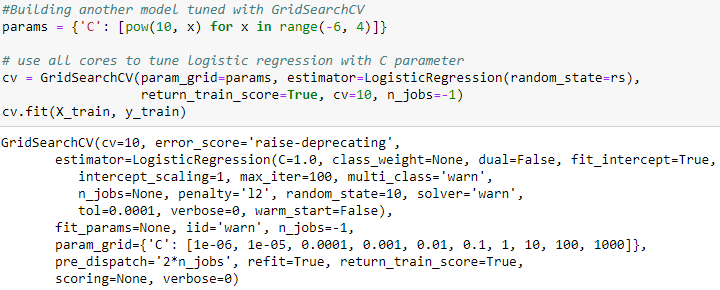 #Building another model tuned with GridSearchCV
params = {'C': [pow(10, x) for x in range(-6, 4)]}
# use all cores to tune logistic regression with C parameter
cv = GridSearchCV(param_grid=params, estimator=LogisticRegression(random_state=rs),
return_train_score=True, cv=10, n_jobs=-1)
cv.fit(X_train, y_train)
GridSearchCV(cv=10, error_score='raise-deprecating',
estimator=LogisticRegression(C=1.0, class_weight=None, dual=False, fit_intercept=True,
intercept_scaling=1, max_iter=100, multi_class='warn',
n_jobs=None, penalty='l2', random_state=10, solver='warn',
tol=0.0001, verbose=0, warm_start=False),
fit_params=None, iid='warn', n_jobs=-1,
param_grid={'C': [1e-06, 1e-05, 0.0001, 0.001, 0.01, 0.1, 1, 10, 100, 1000]},
pre_dispatch='2*n_jobs', refit=True, return_train_score=True,
scoring=None, verbose=0)